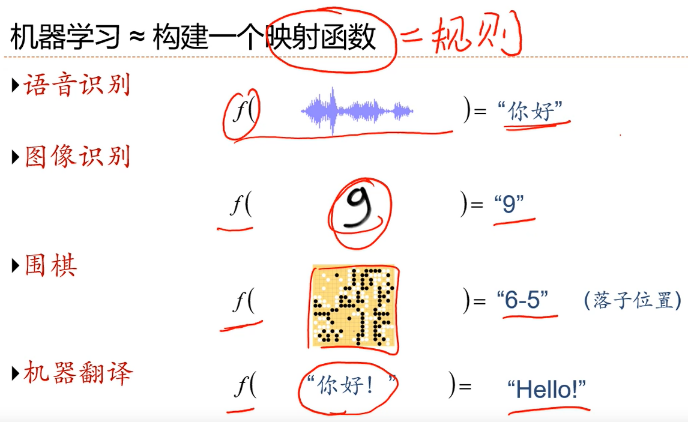 机器学习 ≈ 构建一个映射函数 = 规则
语音识别
f( )= “你好”
图像识别
f( 9 )= “9”
围棋
f( )= “6-5” (落子位置)
机器翻译
f( “你好！” )= “Hello!”